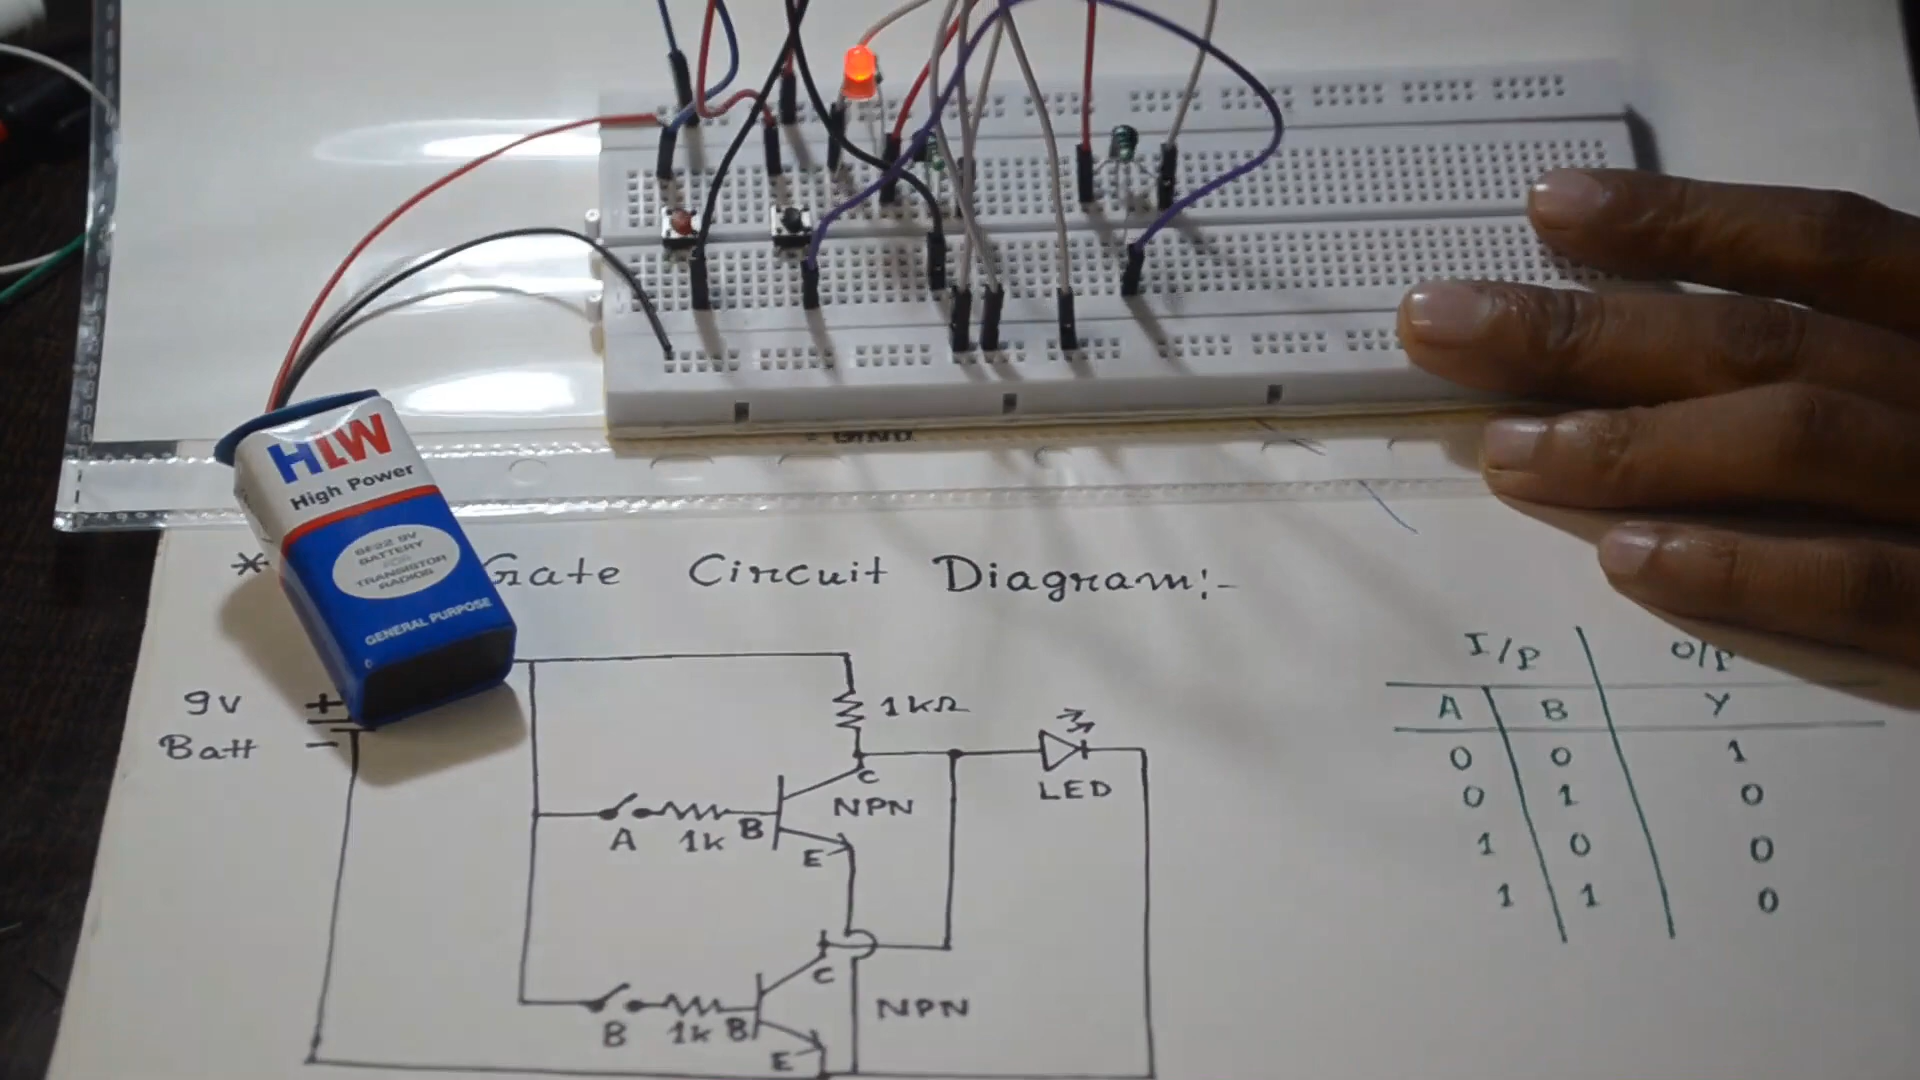 HLW
High Power
6F22 9V
BATTERY
FOR
TRANSISTOR
RADIOS
GENERAL PURPOSE
* Gate Circuit Diagram:-
9v
Batt
+
-
1kΩ
C
NPN
LED
A
1k
B
E
C
NPN
B
1k
B
E
I/P O/P
A B Y
0 0 1
0 1 0
1 0 0
1 1 0